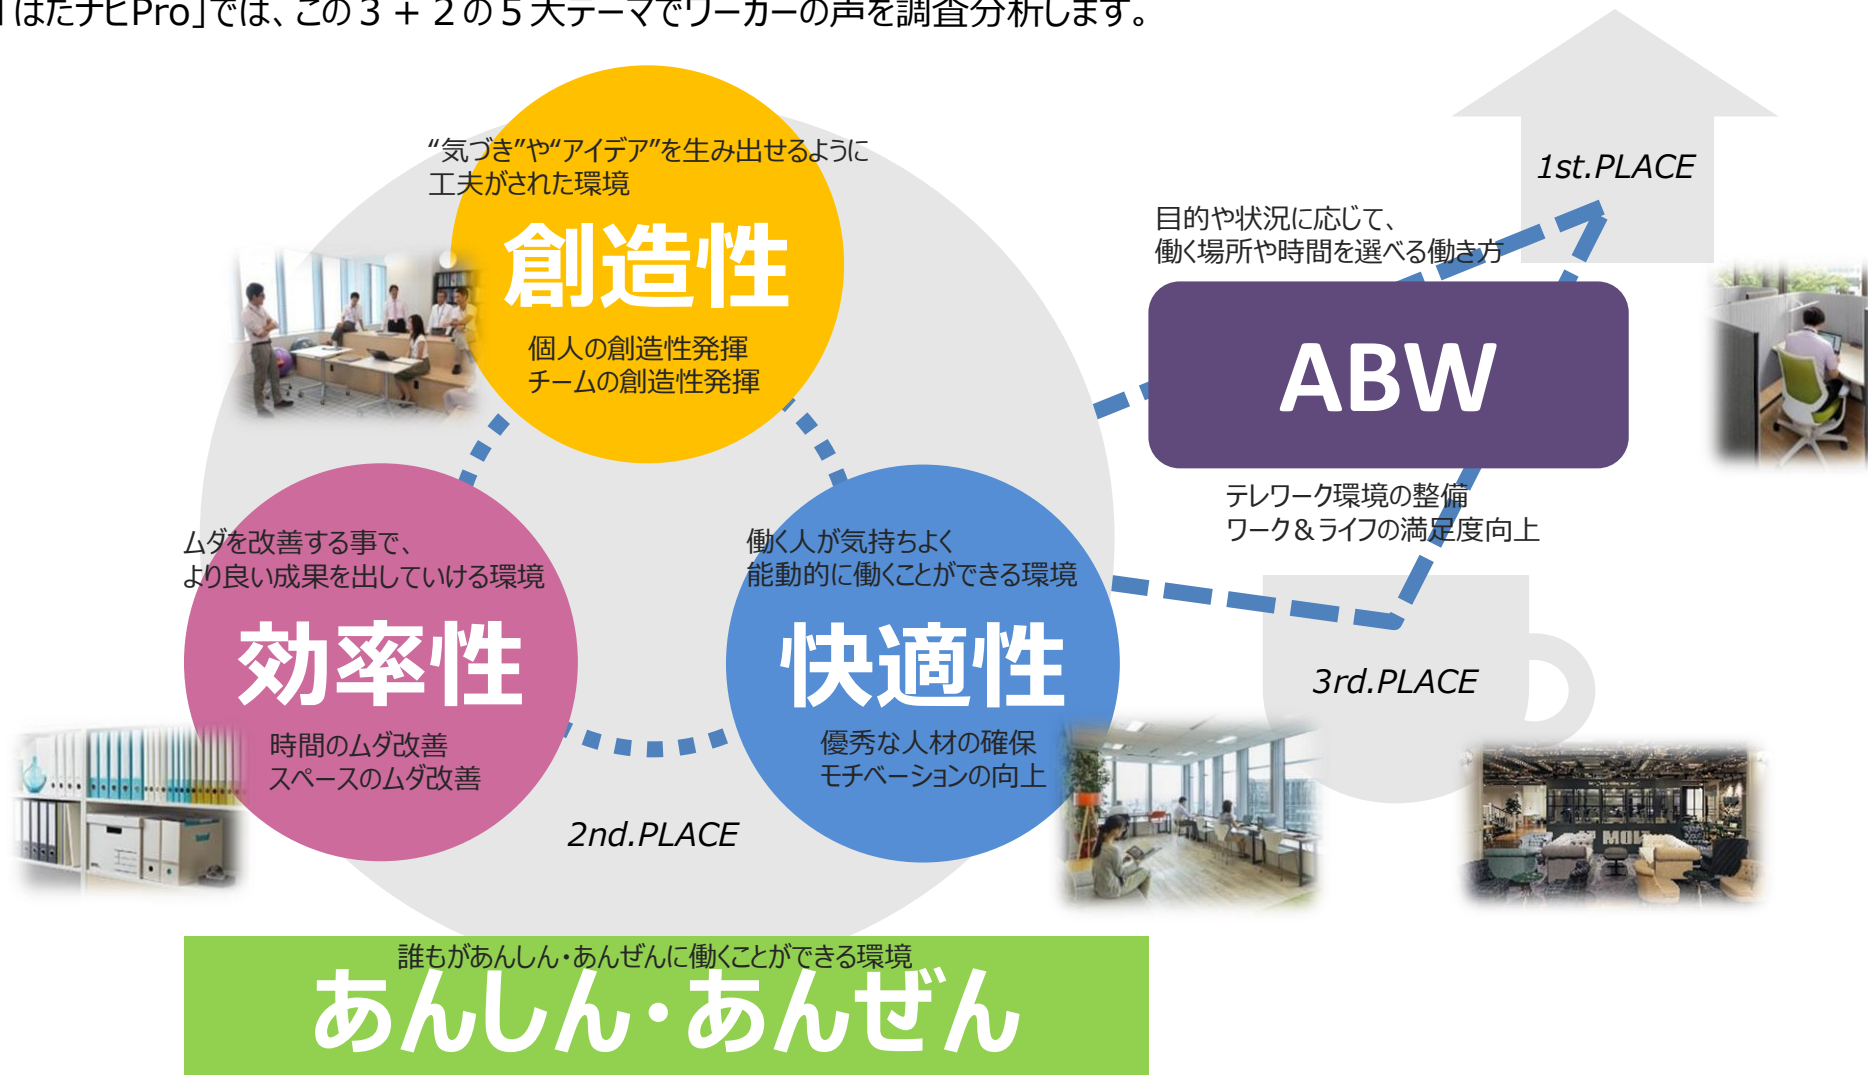 「はたナビPro」では、この３＋２の５大テーマでワーカーの声を調査分析します。
“気づき”や“アイデア”を生み出せるように
工夫がされた環境
創造性
個人の創造性発揮
チームの創造性発揮
1st.PLACE
目的や状況に応じて、
働く場所や時間を選べる働き方
ABW
テレワーク環境の整備
ワーク＆ライフの満足度向上
ムダを改善する事で、
より良い成果を出していける環境
効率性
時間のムダ改善
スペースのムダ改善
働く人が気持ちよく
能動的に働くことができる環境
快適性
優秀な人材の確保
モチベーションの向上
3rd.PLACE
2nd.PLACE
誰もがあんしん・あんぜんに働くことができる環境
あんしん・あんぜん